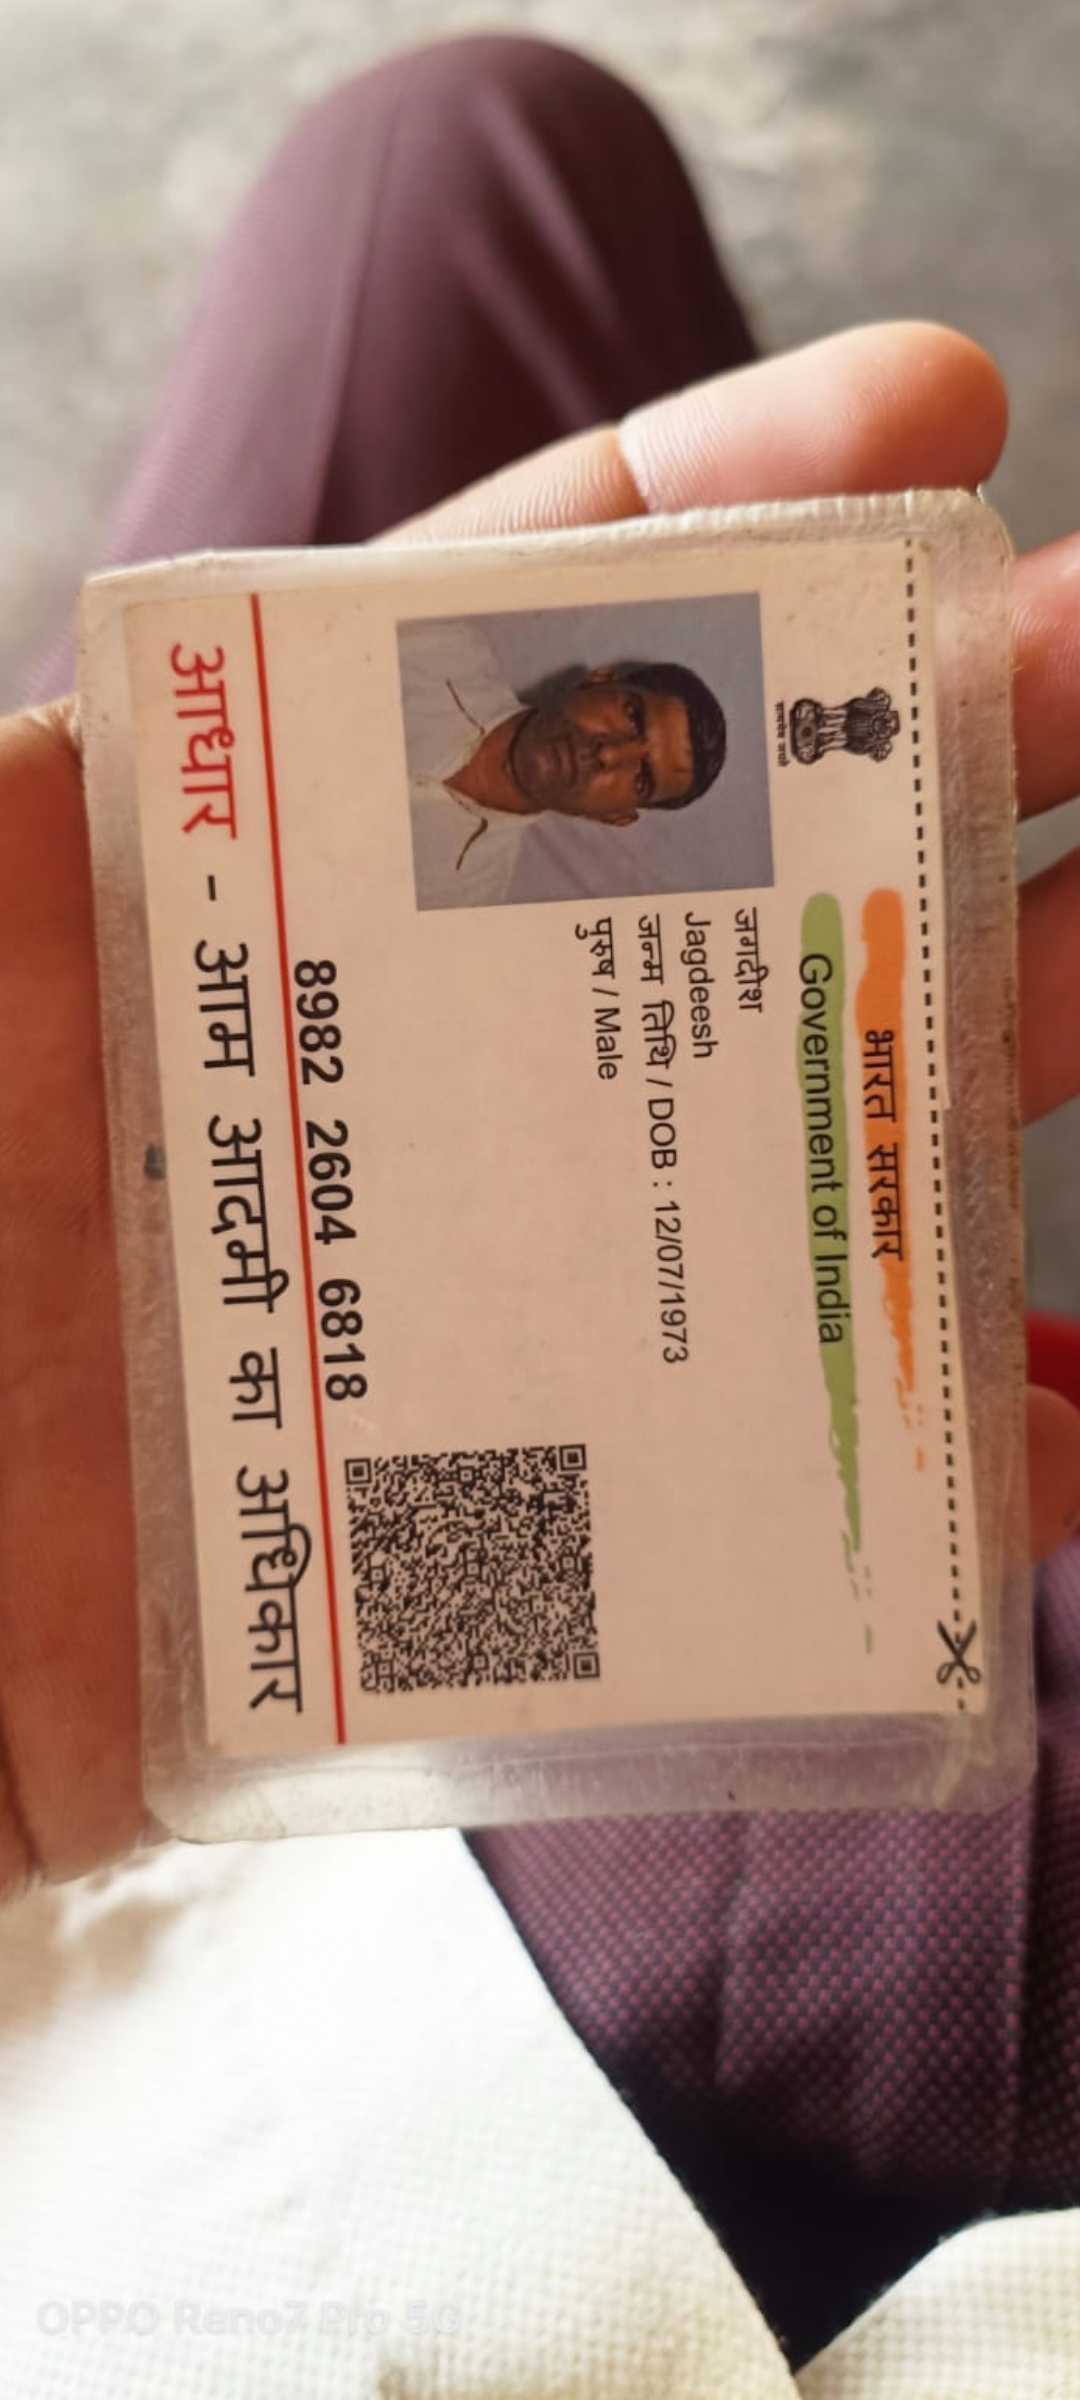 भारत सरकार
Government of India
सत्यमेव जयते
जगदीश
Jagdeesh
जन्म तिथि / DOB : 12/07/1973
पुरुष / Male
8982 2604 6818
आधार - आम आदमी का अधिकार
OPPO Reno7 Pro 5G